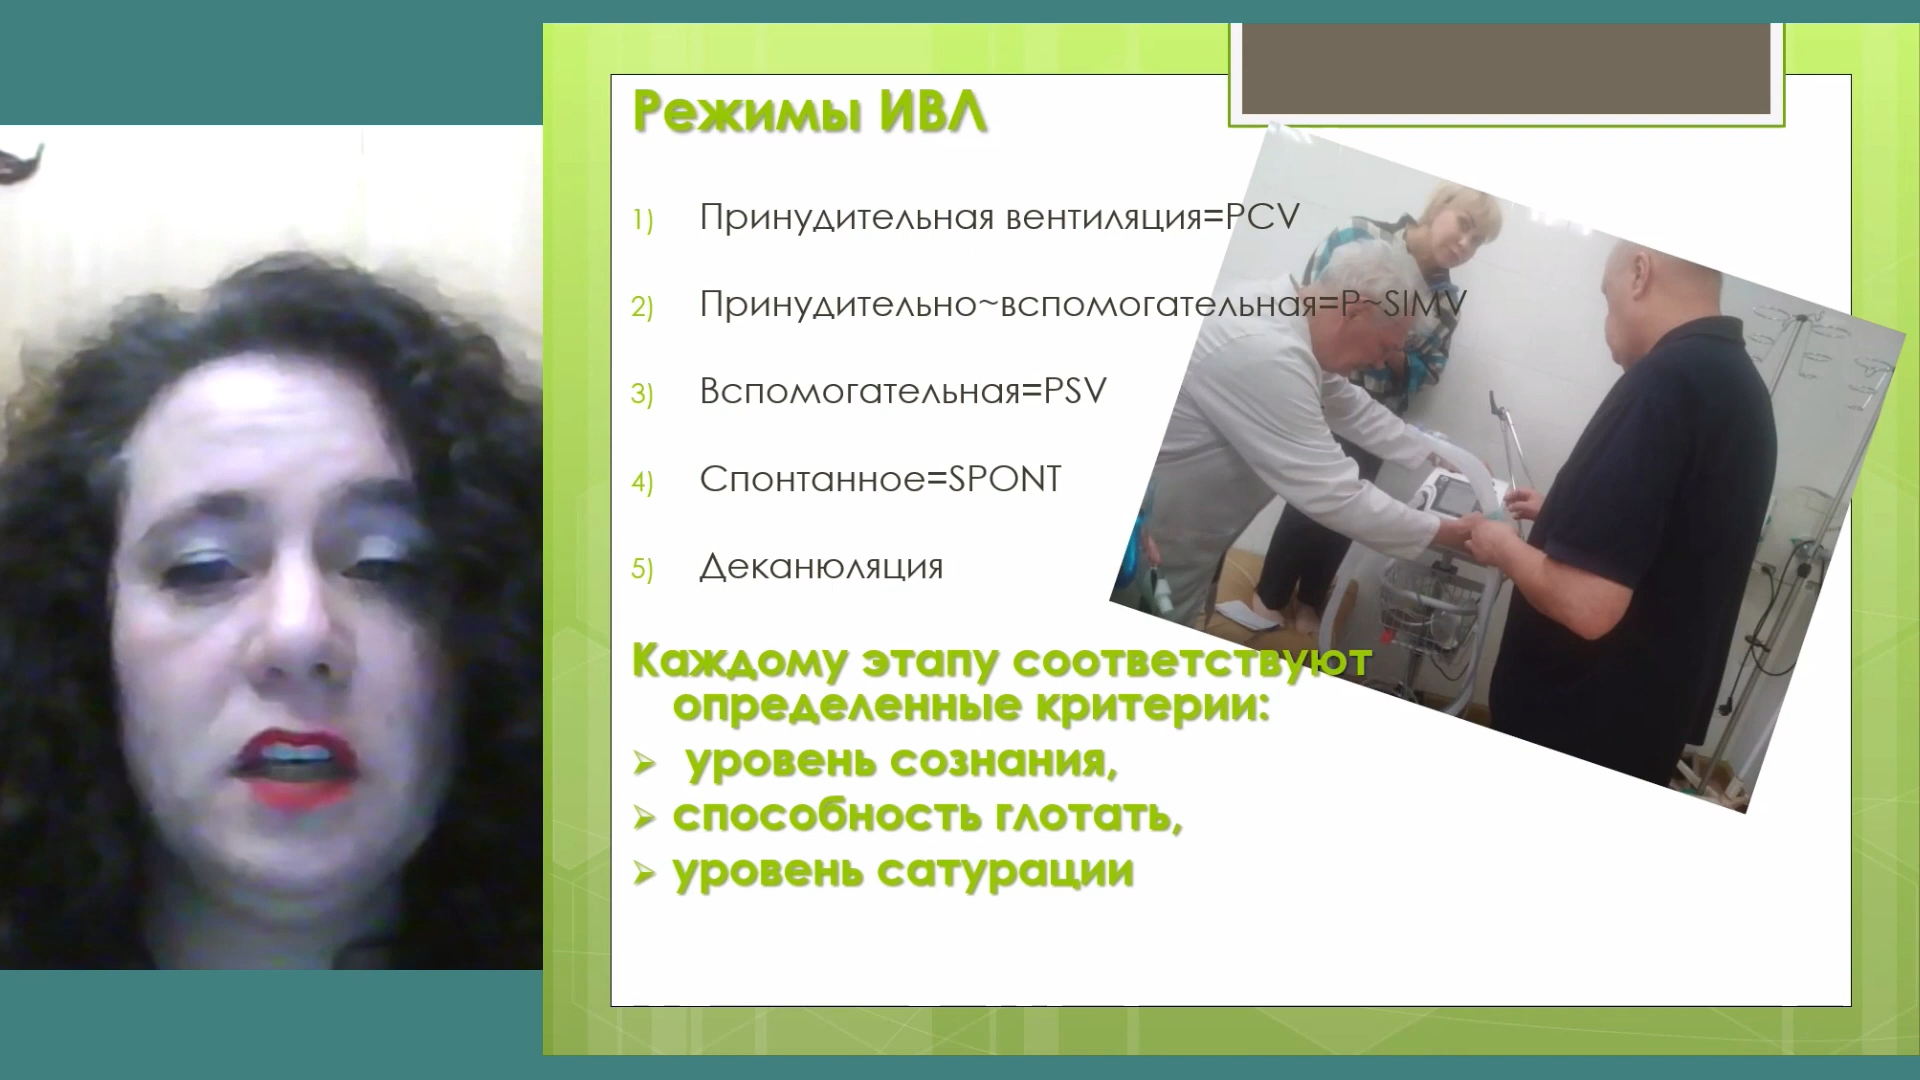 Режимы ИВЛ
1) Принудительная вентиляция=PCV
2) Принудительно~вспомогательная=P~SIMV
3) Вспомогательная=PSV
4) Спонтанное=SPONT
5) Деканюляция
Каждому этапу соответствуют
определенные критерии:
уровень сознания,
способность глотать,
уровень сатурации